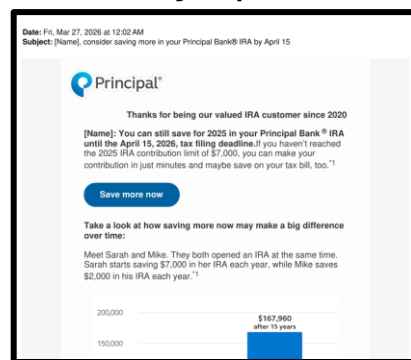 Date: Fri, Mar 27, 2026 at 12:02 AM
Subject: [Name], consider saving more in your Principal Bank® IRA by April 15
Principal®
Thanks for being our valued IRA customer since 2020
[Name]: You can still save for 2025 in your Principal Bank® IRA
until the April 15, 2026, tax filing deadline.If you haven't reached
the 2025 IRA contribution limit of $7,000, you can make your
contribution in just minutes and maybe save on your tax bill, too.*1
Save more now
Take a look at how saving more now may make a big difference
over time:
Meet Sarah and Mike. They both opened an IRA at the same time.
Sarah starts saving $7,000 in her IRA each year, while Mike saves
$2,000 in his IRA each year.*1
200,000
$167,960
after 15 years
150,000